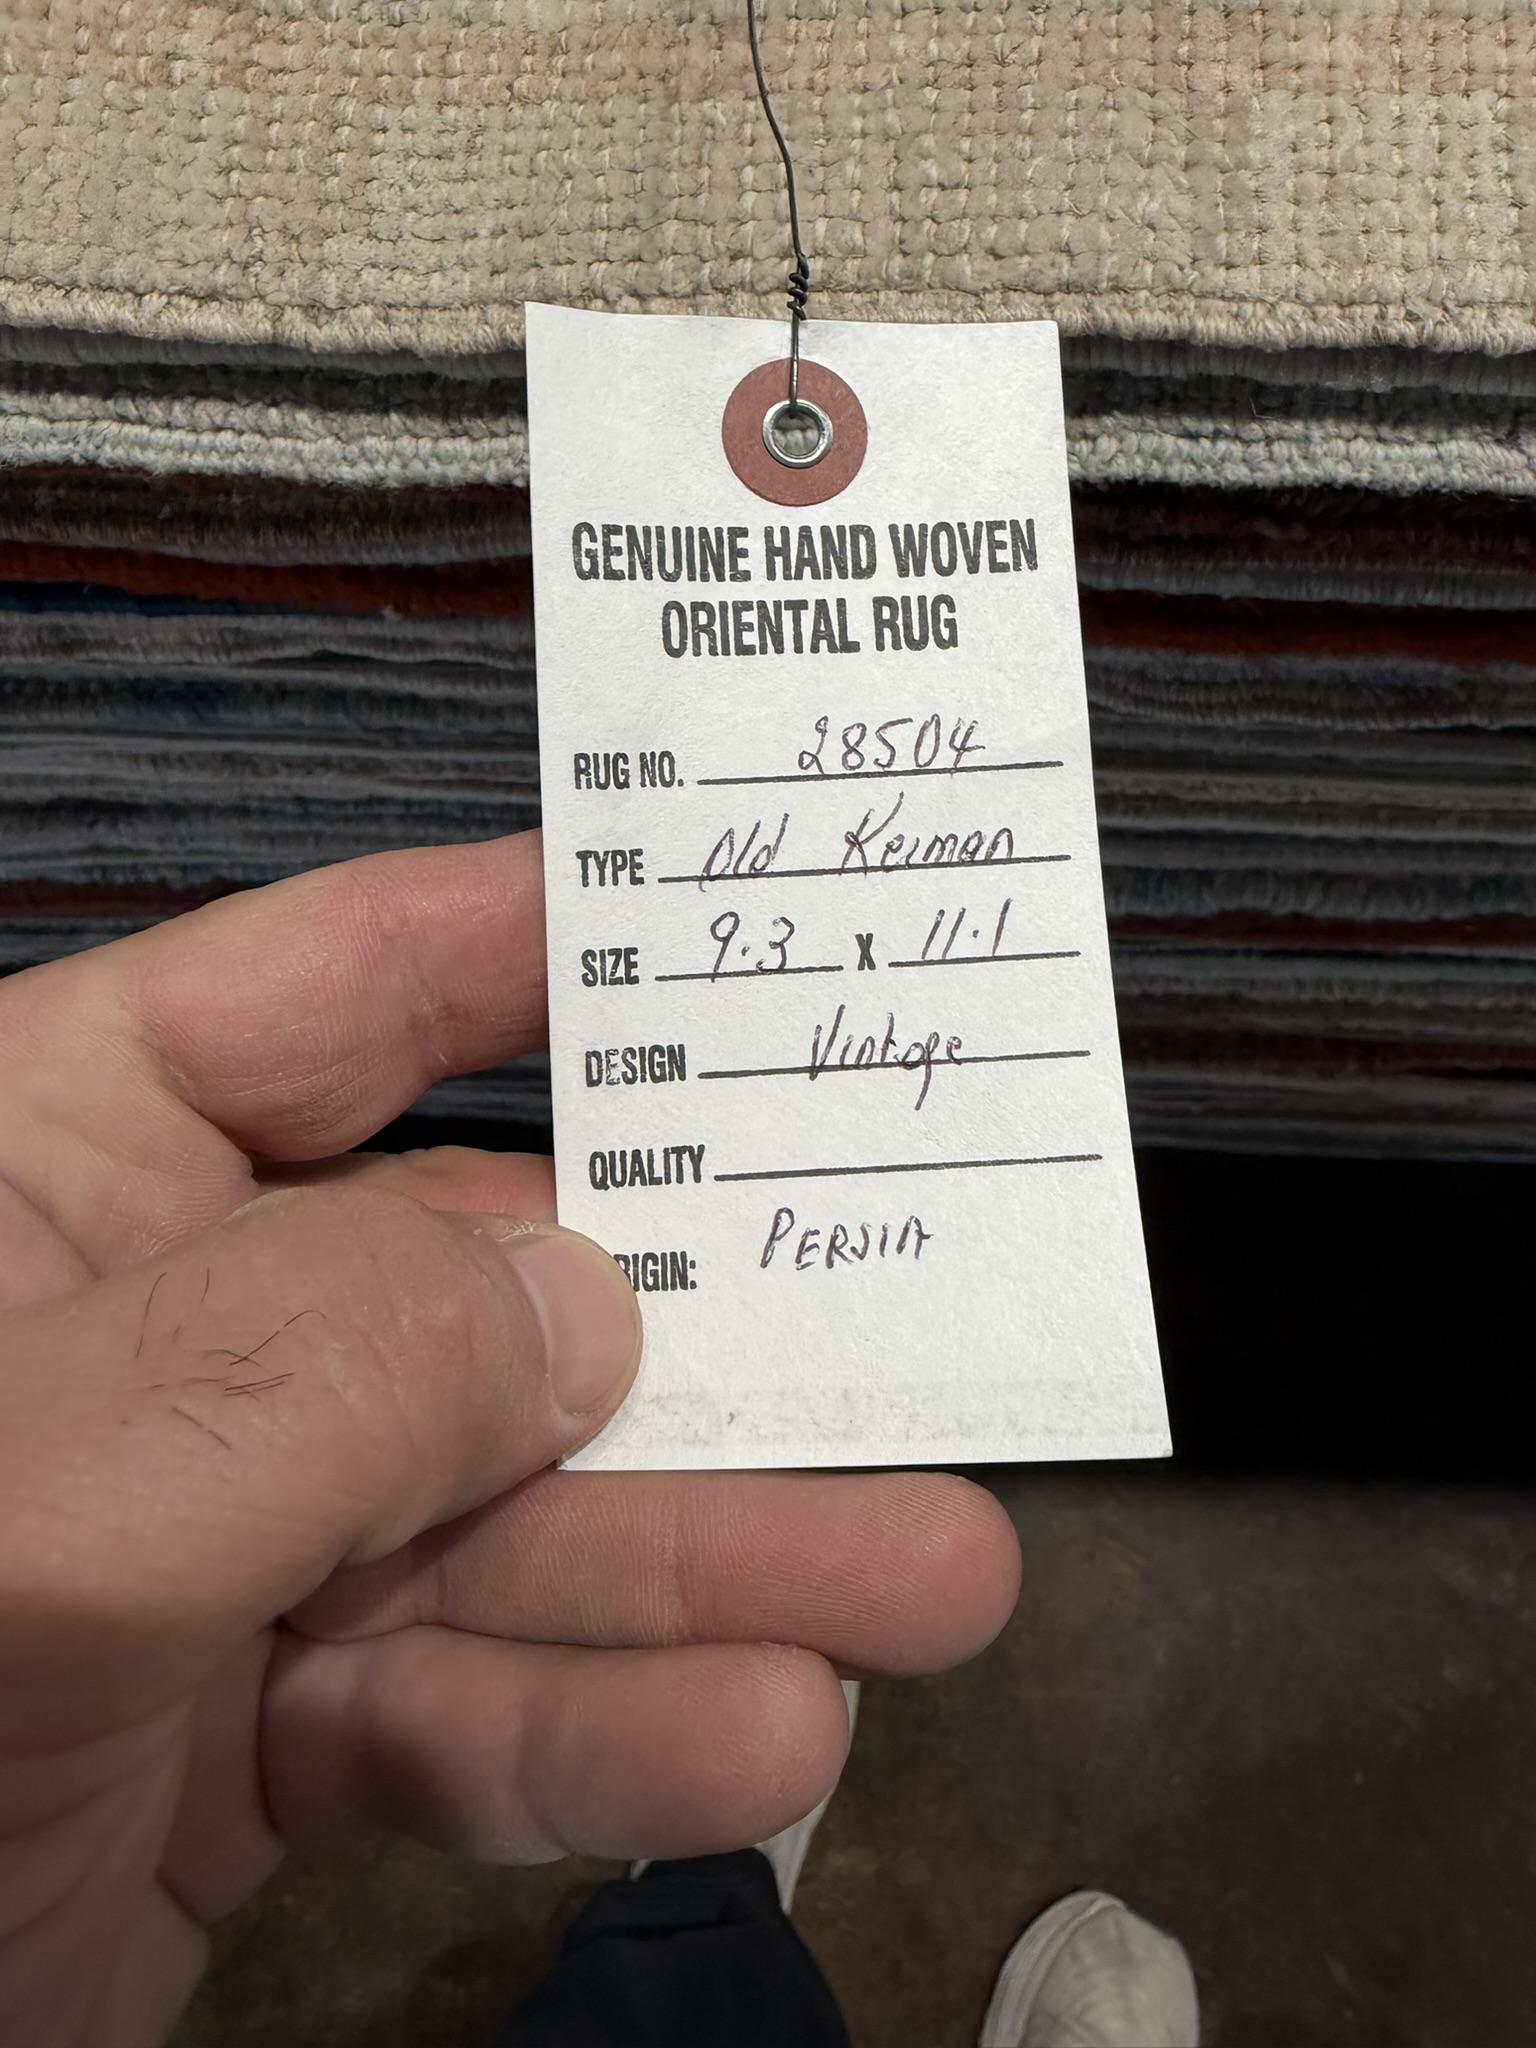 GENUINE HAND WOVEN
ORIENTAL RUG
RUG NO. 28504
TYPE Old Kerman
SIZE 9.3 X 11.1
DESIGN Vintage
QUALITY
RIGIN: PERSIA